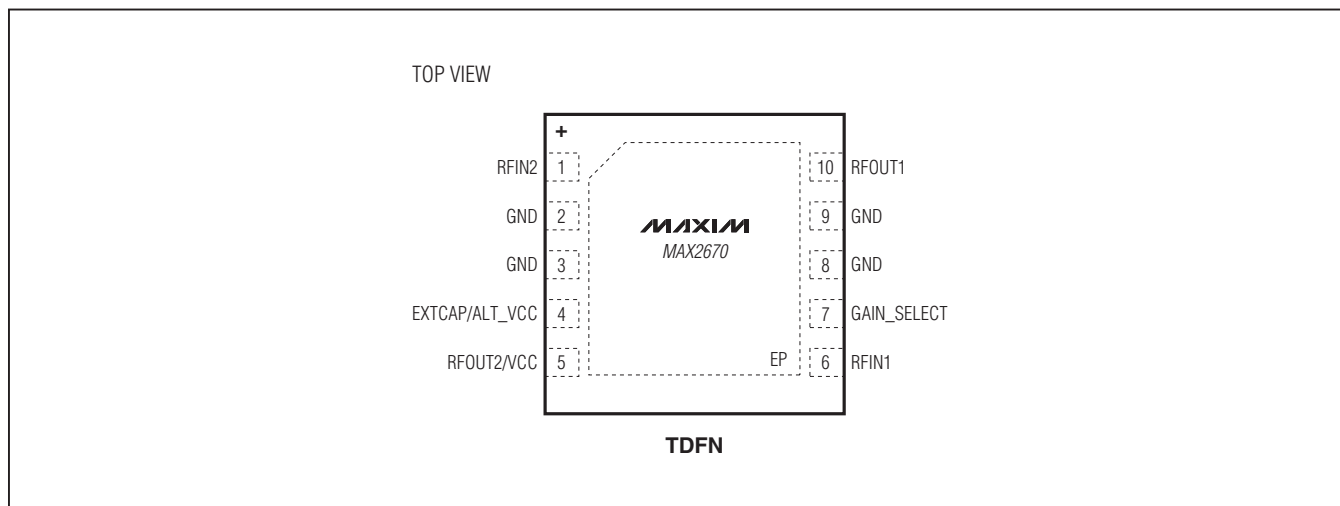 TOP VIEW
+
RFIN2 1
GND 2
GND 3
EXTCAP/ALT_VCC 4
RFOUT2/VCC 5
MAXIM
MAX2670
EP
10 RFOUT1
9 GND
8 GND
7 GAIN_SELECT
6 RFIN1
TDFN